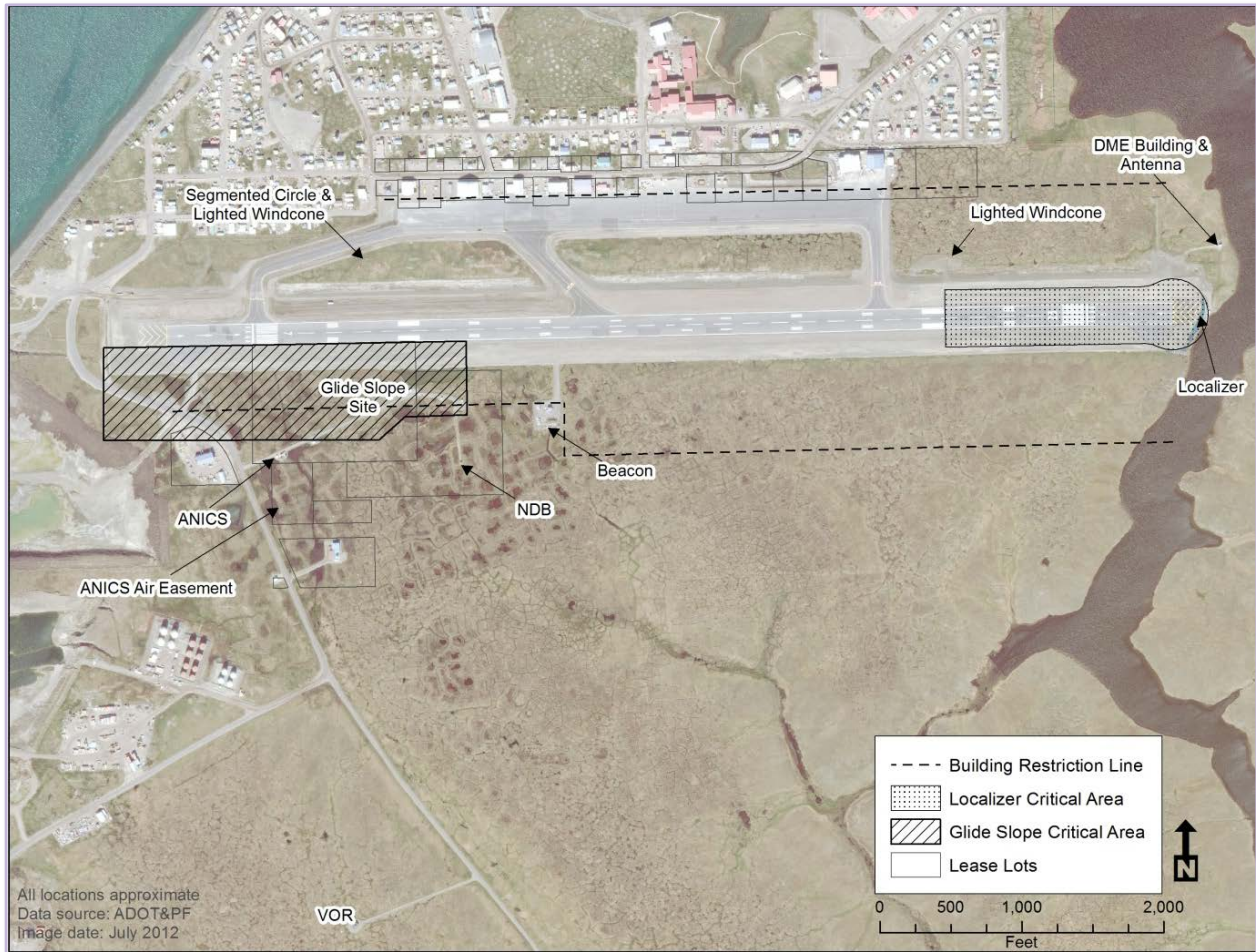 DME Building &
Antenna
Segmented Circle &
Lighted Windcone
Lighted Windcone
Glide Slope
Site
Localizer
Beacon
ANICS
NDB
ANICS Air Easement
Building Restriction Line
Localizer Critical Area
Glide Slope Critical Area
Lease Lots
N
All locations approximate
Data source: ADOT&PF
Image date: July 2012
VOR
0 500 1,000 2,000
Feet